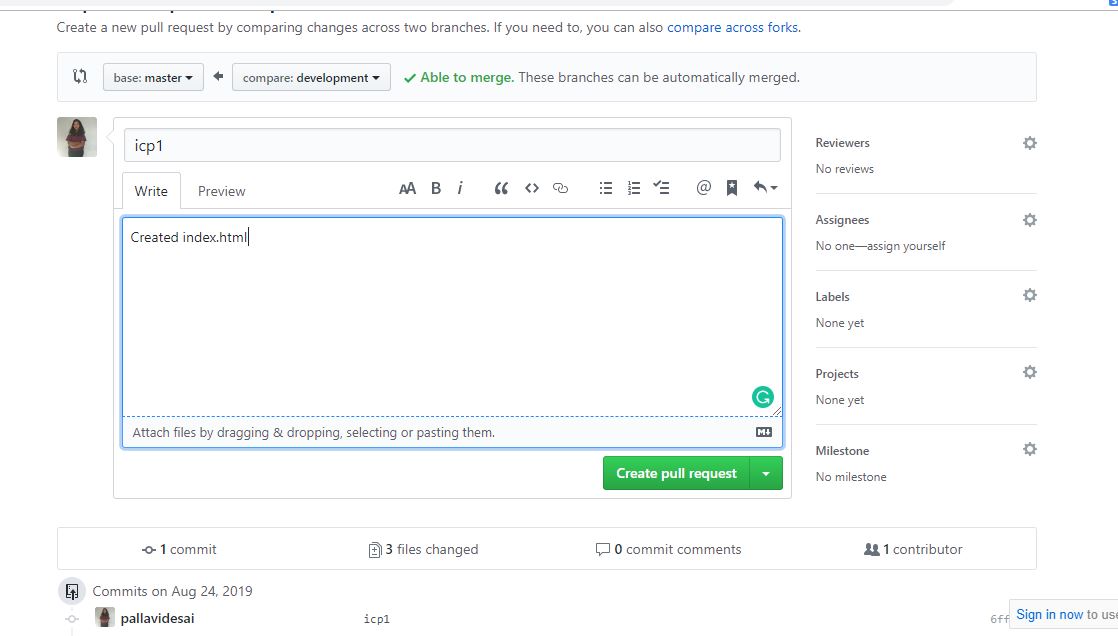 Create a new pull request by comparing changes across two branches. If you need to, you can also compare across forks.
base: master compare: development Able to merge. These branches can be automatically merged.
icp1
Write Preview AA B i @
Created index.html
Attach files by dragging & dropping, selecting or pasting them.
Create pull request
Reviewers
No reviews
Assignees
No one—assign yourself
Labels
None yet
Projects
None yet
Milestone
No milestone
1 commit 3 files changed 0 commit comments 1 contributor
Commits on Aug 24, 2019
pallavidesai icp1 6ff
Sign in now to use